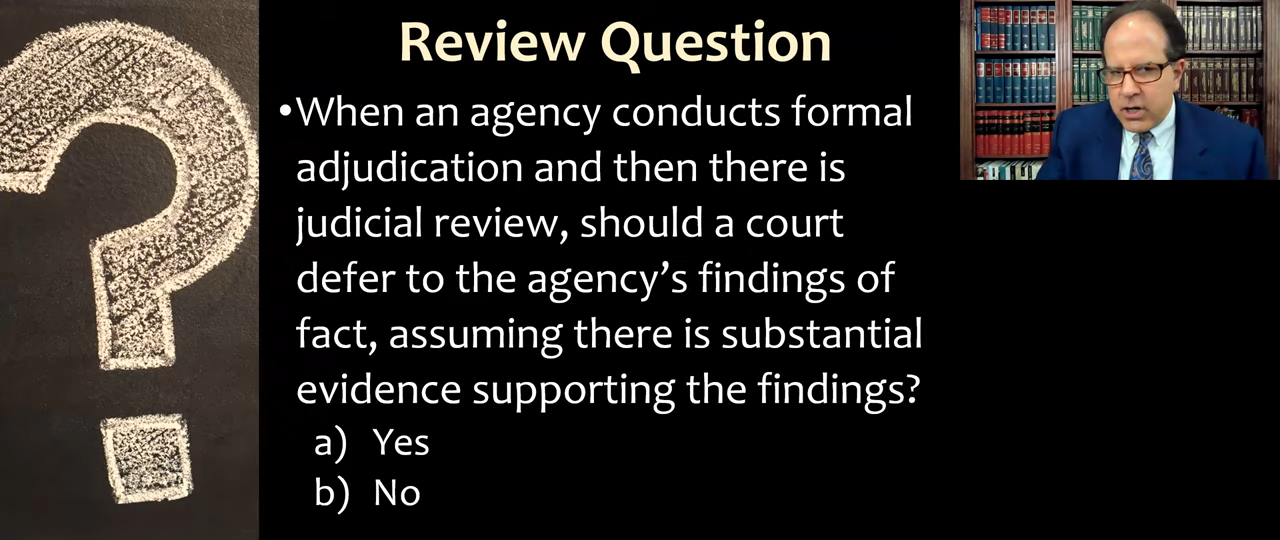 Review Question
•When an agency conducts formal
adjudication and then there is
judicial review, should a court
defer to the agency’s findings of
fact, assuming there is substantial
evidence supporting the findings?
a) Yes
b) No